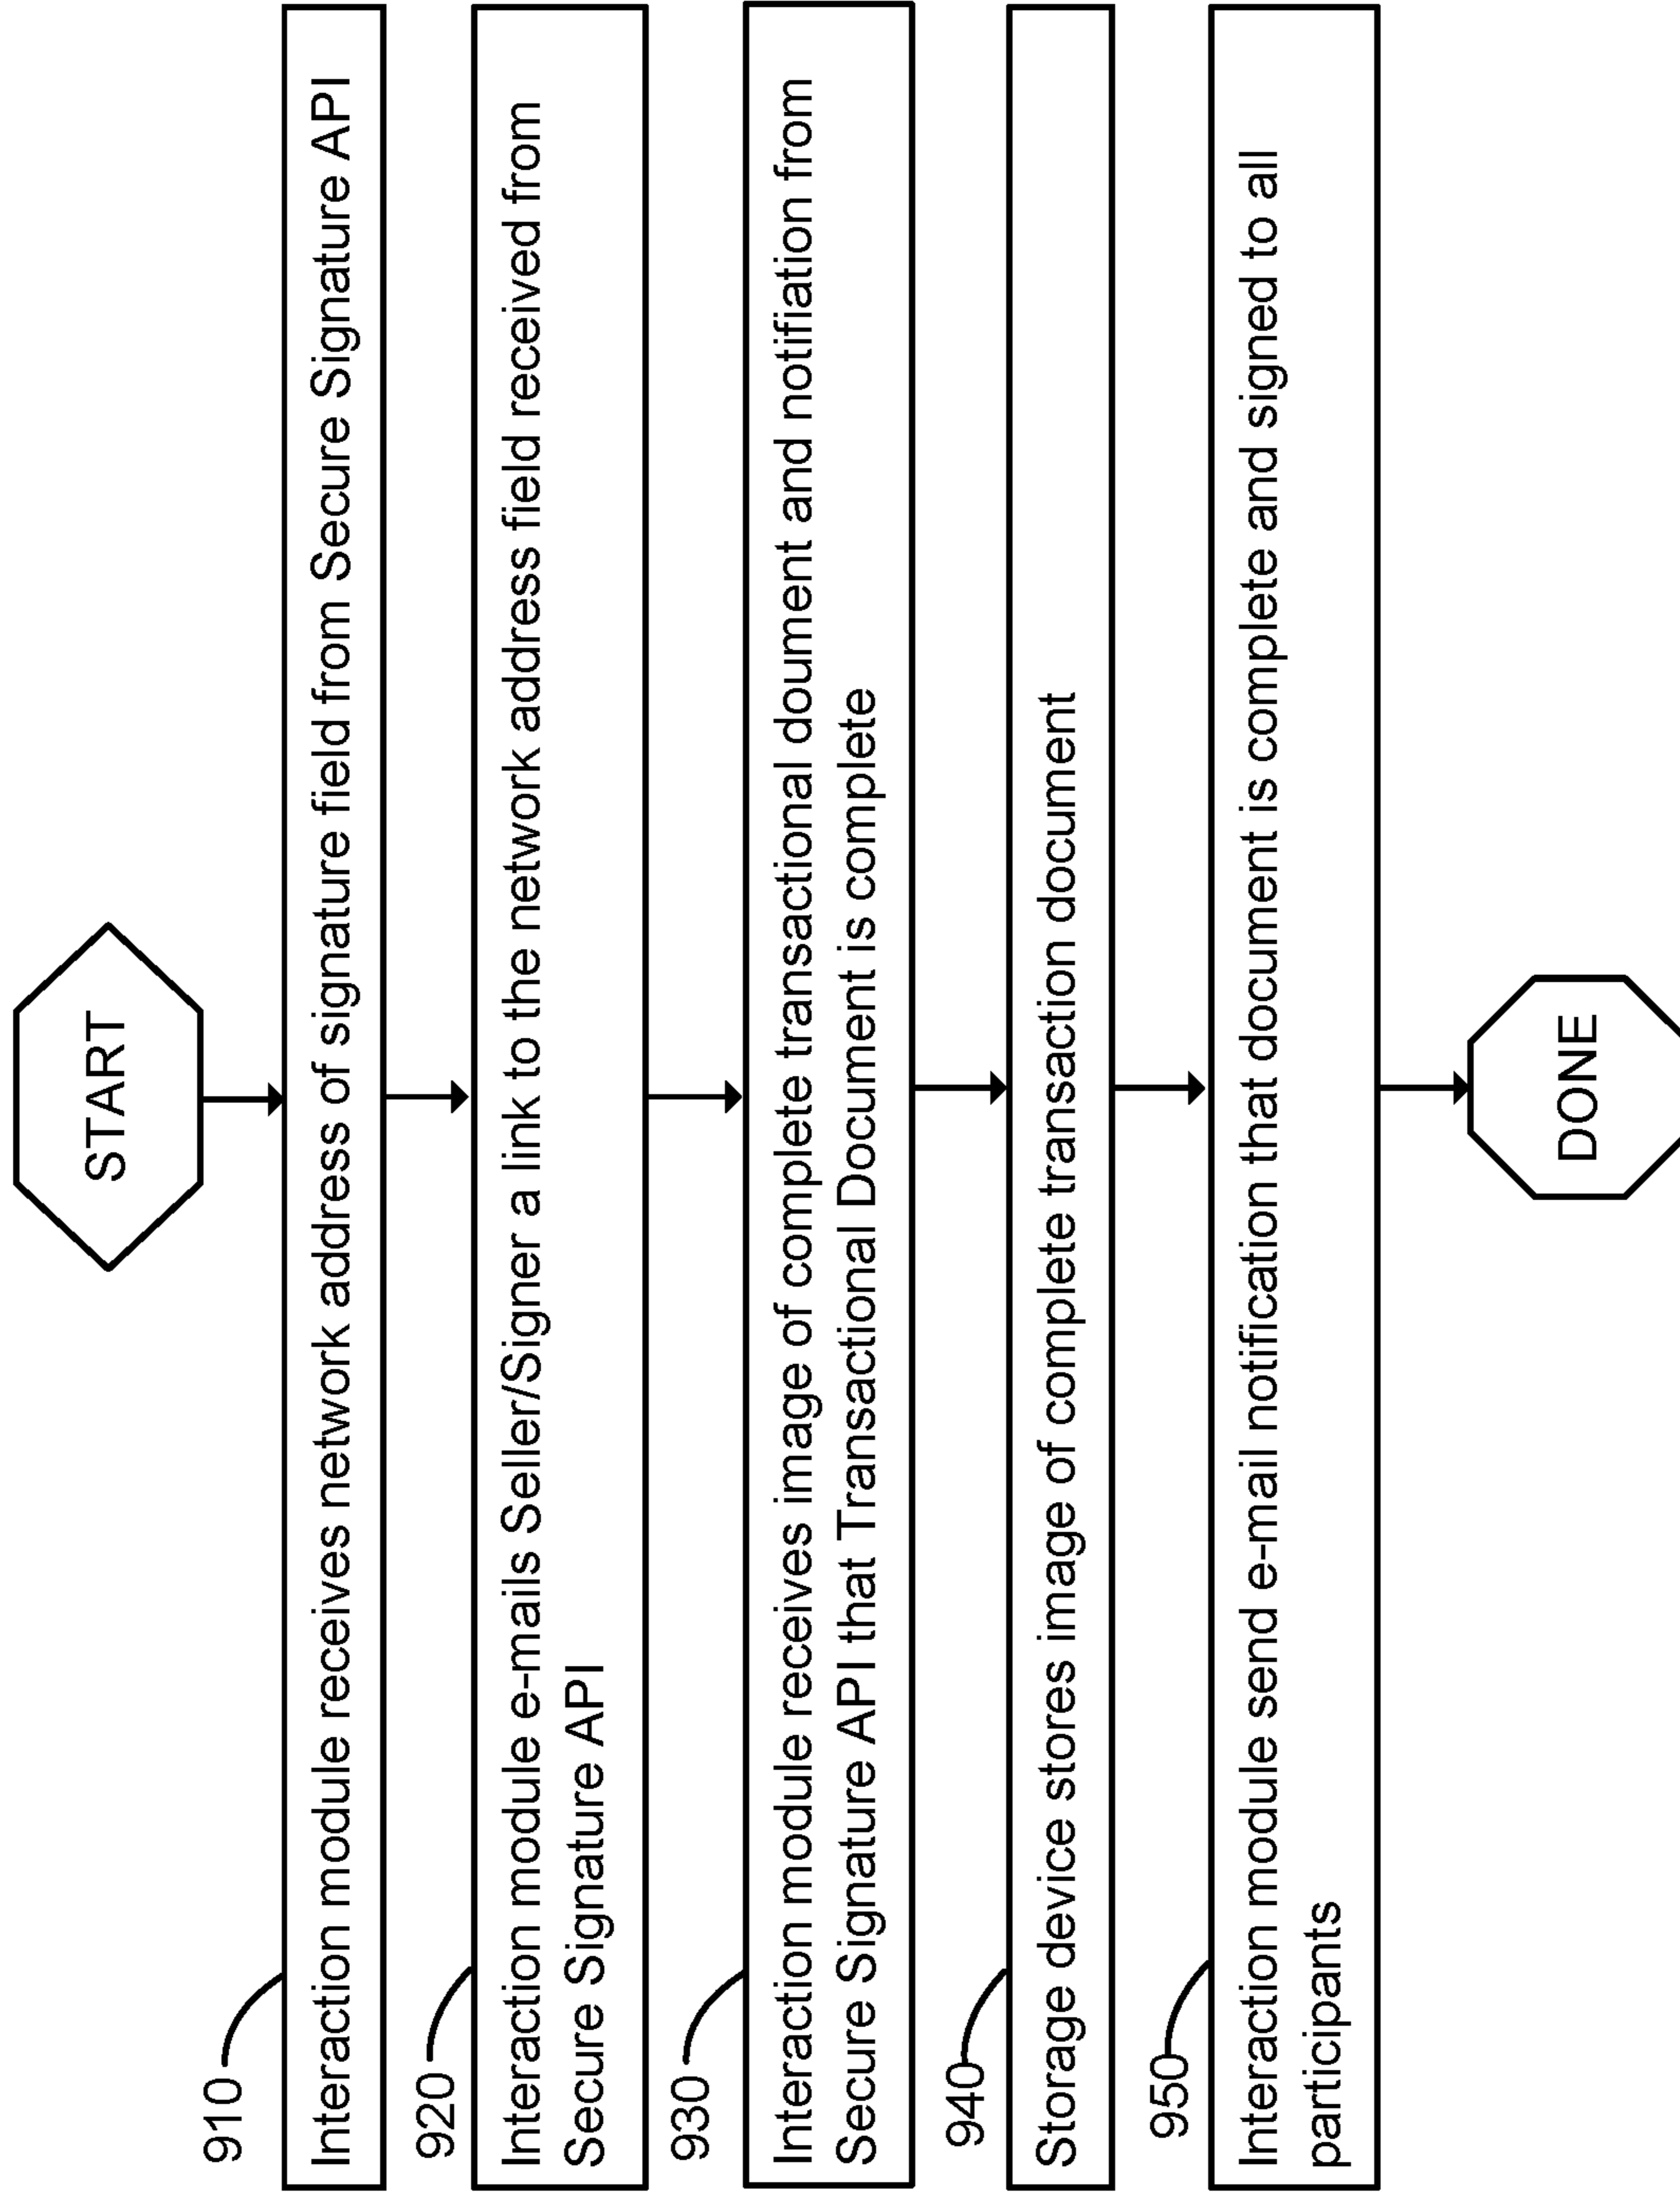 START
910
Interaction module receives network address of signature field from Secure Signature API
920
Interaction module e-mails Seller/Signer a link to the network address field received from
Secure Signature API
930
Interaction module receives image of complete transactional doument and notifiation from
Secure Signature API that Transactional Document is complete
940
Storage device stores image of complete transaction document
950
Interaction module send e-mail notification that document is complete and signed to all
participants
DONE